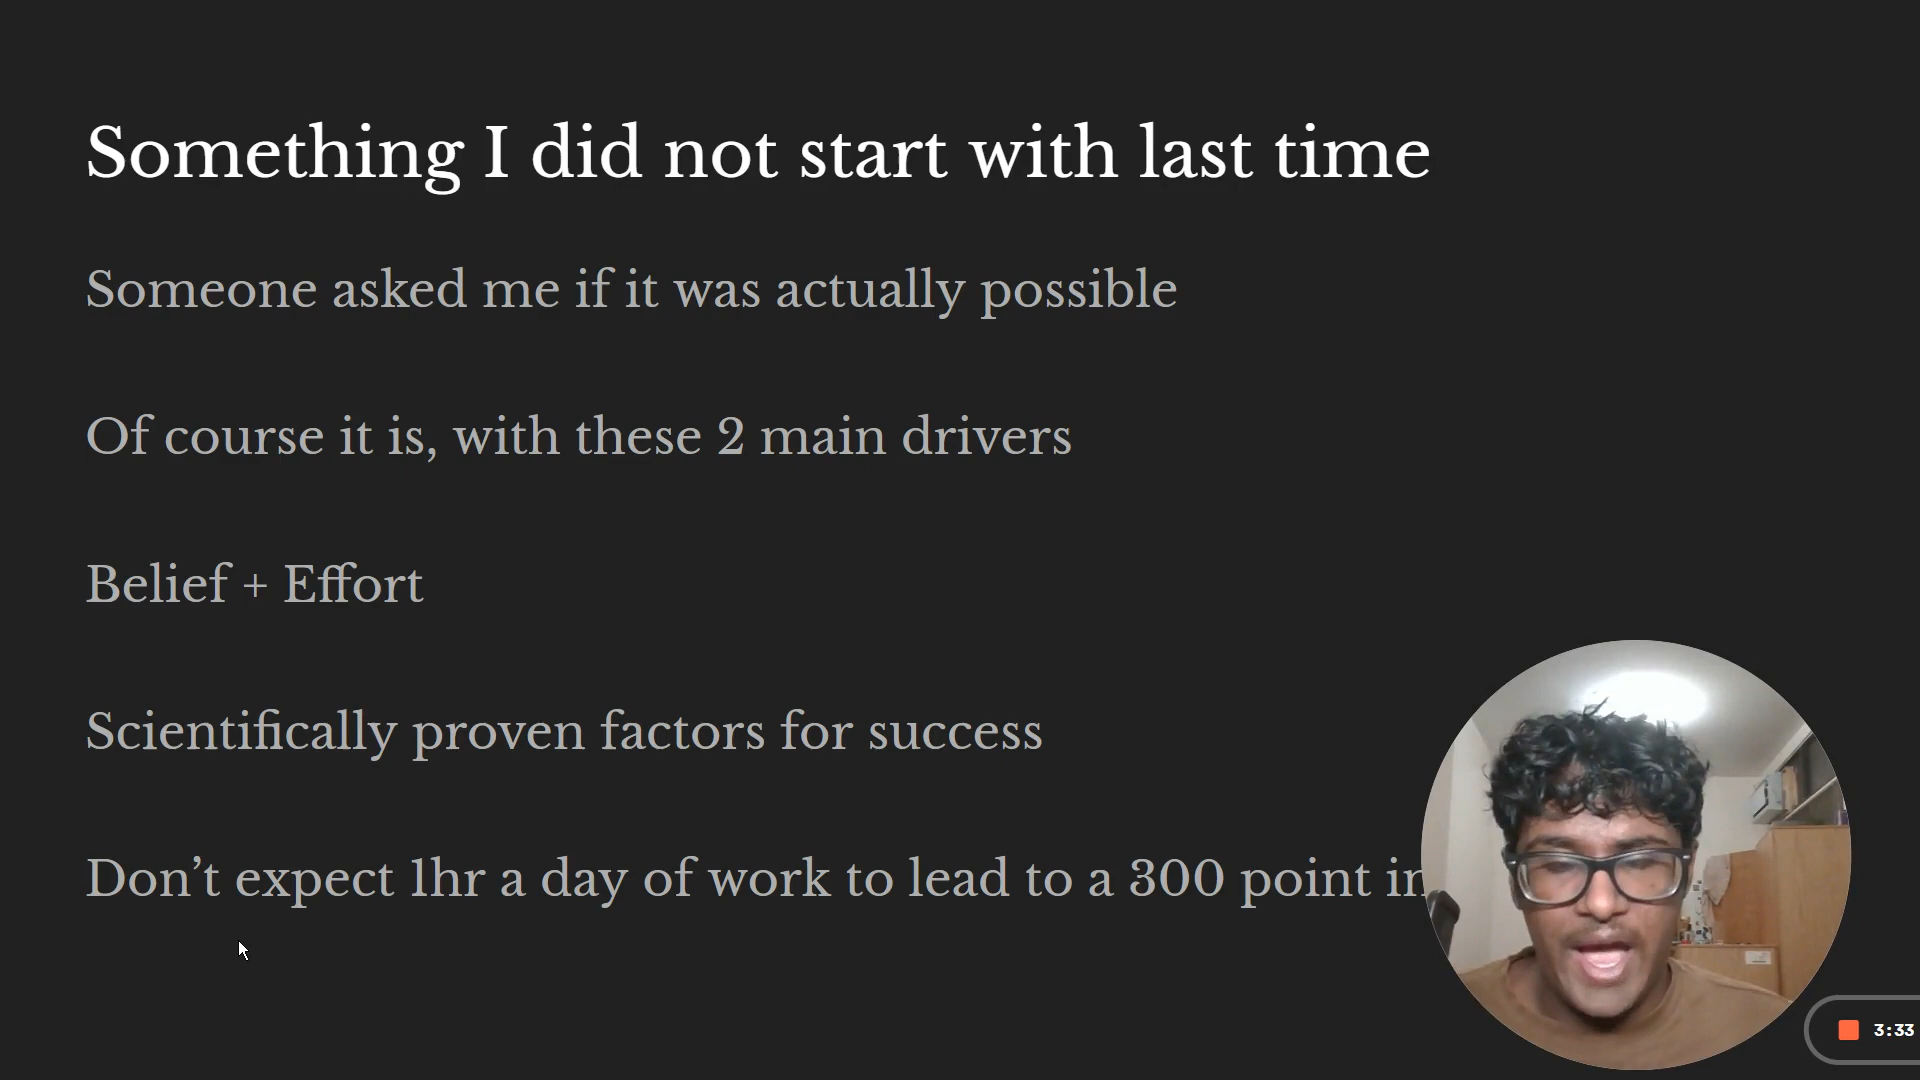 Something I did not start with last time
Someone asked me if it was actually possible
Of course it is, with these 2 main drivers
Belief + Effort
Scientifically proven factors for success
Don’t expect 1hr a day of work to lead to a 300 point
3:33